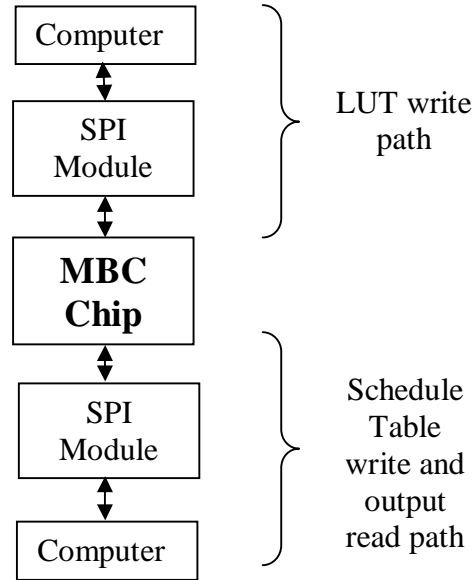 Computer
SPI
Module
LUT write
path
MBC
Chip
SPI
Module
Schedule
Table
write and
output
read path
Computer